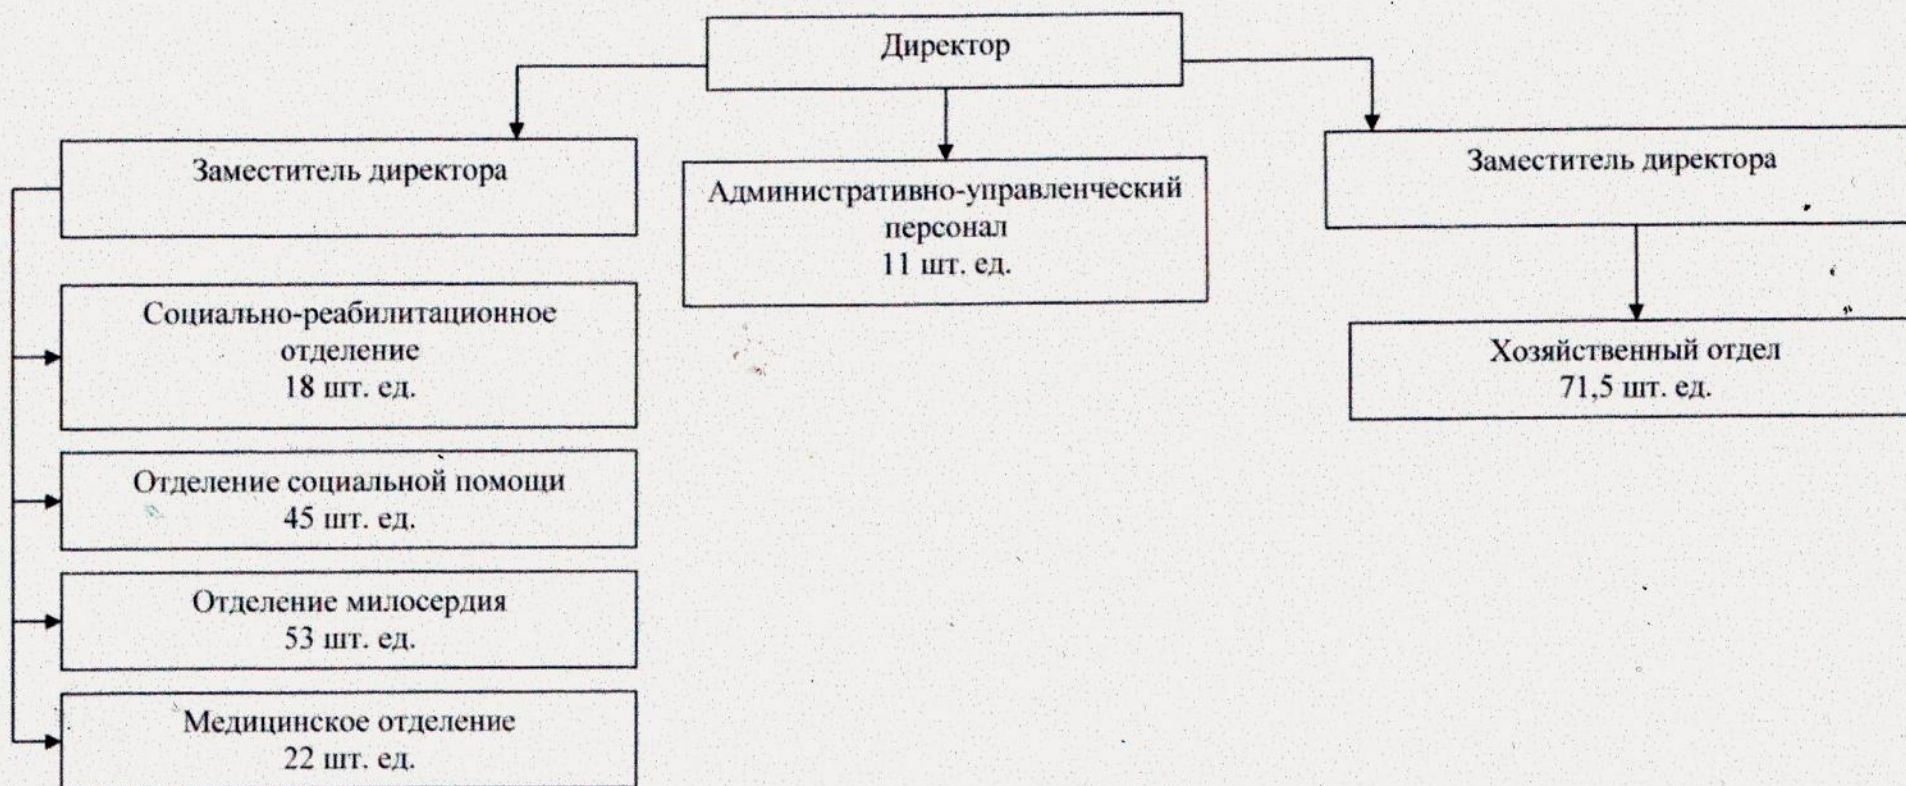 Директор
Заместитель директора
Административно-управленческий
персонал
11 шт. ед.
Заместитель директора
Социально-реабилитационное
отделение
18 шт. ед.
Хозяйственный отдел
71,5 шт. ед.
Отделение социальной помощи
45 шт. ед.
Отделение милосердия
53 шт. ед.
Медицинское отделение
22 шт. ед.